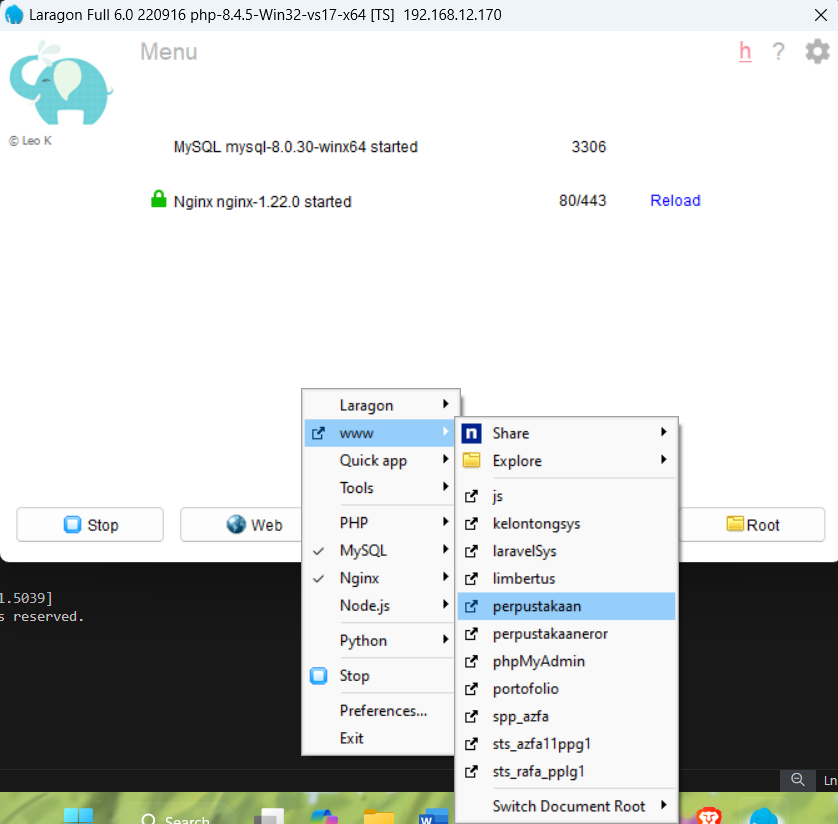 Laragon Full 6.0 220916 php-8.4.5-Win32-vs17-x64 [TS] 192.168.12.170
Menu
h
?
© Leo K
MySQL mysql-8.0.30-winx64 started 3306
Nginx nginx-1.22.0 started 80/443 Reload
Laragon
www
Quick app
Tools
PHP
MySQL
Nginx
Node.js
Python
Stop
Preferences...
Exit
n Share
Explore
js
kelontongsys
laravelSys
limbertus
perpustakaan
perpustakaaneror
phpMyAdmin
portofolio
spp_azfa
sts_azfa11ppg1
sts_rafa_pplg1
Switch Document Root
Stop
Web
Root
1.5039]
s reserved.
Ln
Search
W